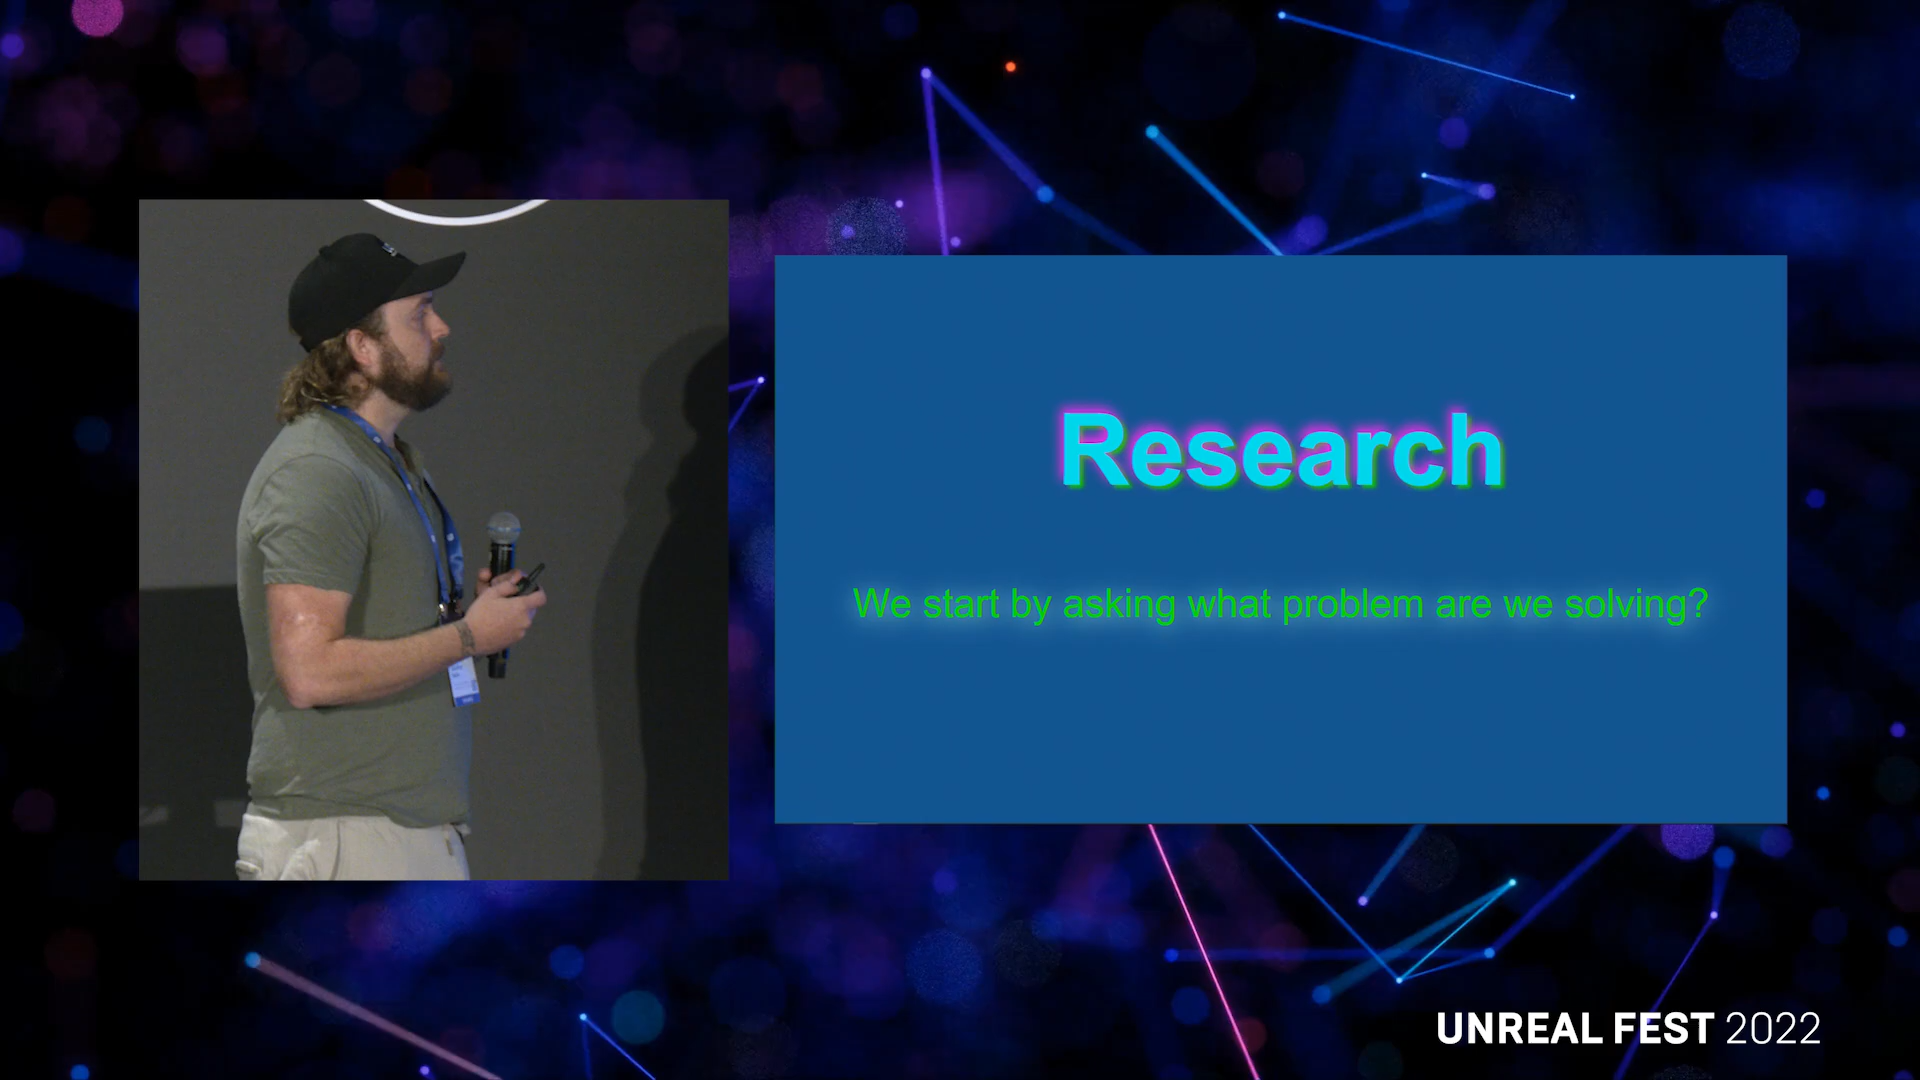 Research
We start by asking what problem are we solving?
UNREAL FEST 2022